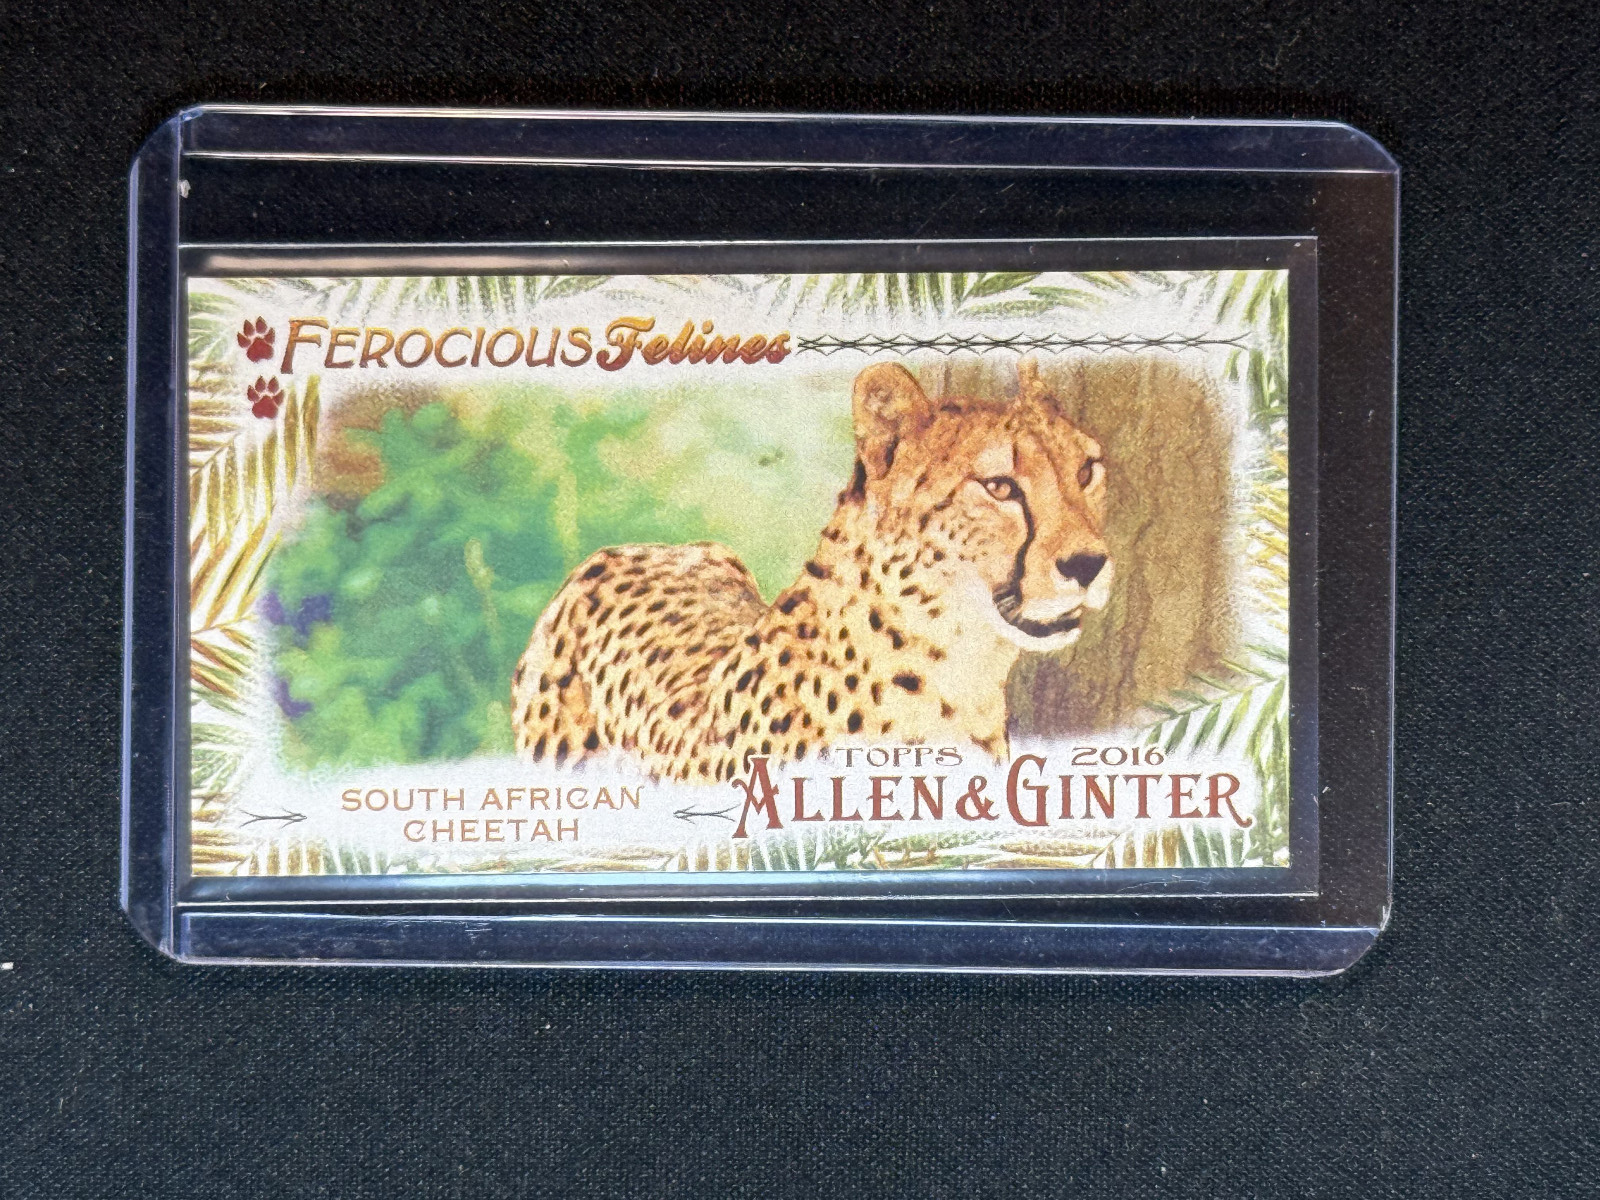 FEROCIOUS Felines
SOUTH AFRICAN
CHEETAH
TOPPS 2016
ALLEN & GINTER